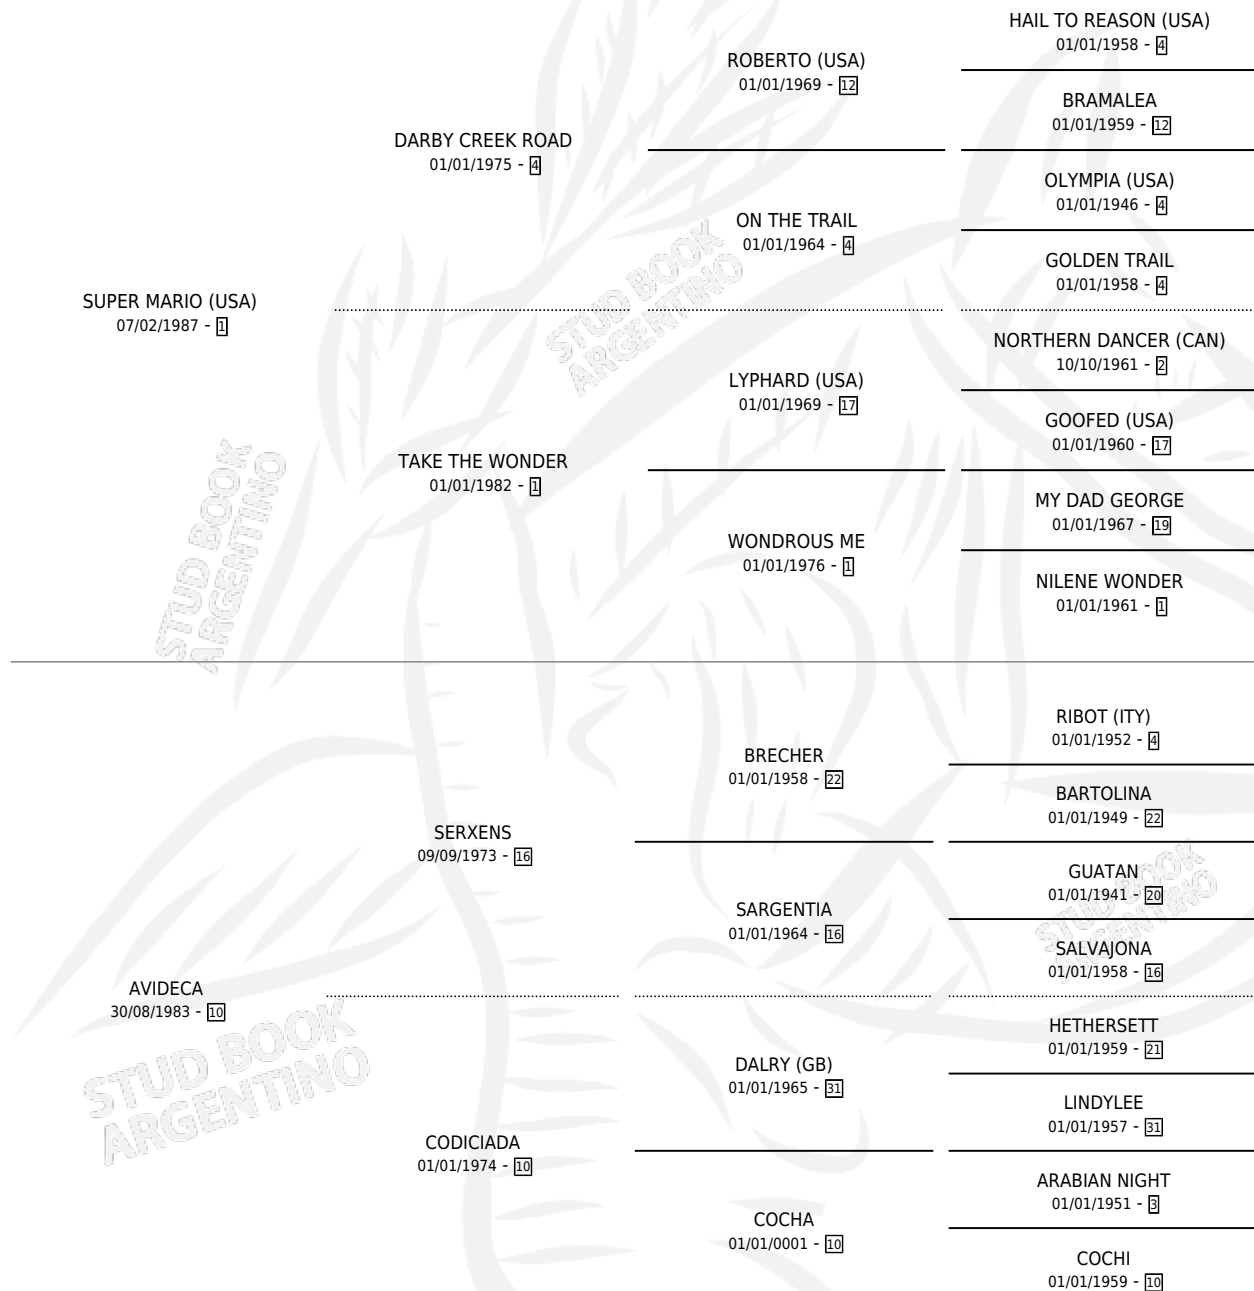 HAIL TO REASON (USA)
01/01/1958 - 4
ROBERTO (USA)
01/01/1969 - 12
BRAMALEA
01/01/1959 - 12
DARBY CREEK ROAD
01/01/1975 - 4
OLYMPIA (USA)
01/01/1946 - 4
ON THE TRAIL
01/01/1964 - 4
GOLDEN TRAIL
01/01/1958 - 4
SUPER MARIO (USA)
07/02/1987 - 1
NORTHERN DANCER (CAN)
10/10/1961 - 2
LYPHARD (USA)
01/01/1969 - 17
GOOFED (USA)
01/01/1960 - 17
TAKE THE WONDER
01/01/1982 - 1
MY DAD GEORGE
01/01/1967 - 19
WONDROUS ME
01/01/1976 - 1
NILENE WONDER
01/01/1961 - 1
RIBOT (ITY)
01/01/1952 - 4
BRECHER
01/01/1958 - 22
BARTOLINA
01/01/1949 - 22
SERXENS
09/09/1973 - 16
GUATAN
01/01/1941 - 20
SARGENTIA
01/01/1964 - 16
SALVAJONA
01/01/1958 - 16
AVIDECA
30/08/1983 - 10
HETHERSETT
01/01/1959 - 21
DALRY (GB)
01/01/1965 - 31
LINDYLEE
01/01/1957 - 31
CODICIADA
01/01/1974 - 10
ARABIAN NIGHT
01/01/1951 - 3
COCHA
01/01/0001 - 10
COCHI
01/01/1959 - 10
STUD BOOK
ARGENTINO
STUD BOOK
ARGENTINO
STUD BOOK
ARGENTINO
STUD BOOK
ARGENTINO